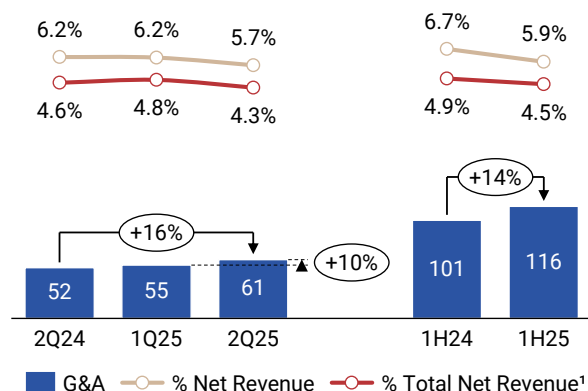 6.2% 6.2% 5.7% 6.7% 5.9%
4.6% 4.8% 4.3% 4.9% 4.5%
+16% +10% +14%
52 55 61 101 116
2Q24 1Q25 2Q25 1H24 1H25
G&A % Net Revenue % Total Net Revenue¹